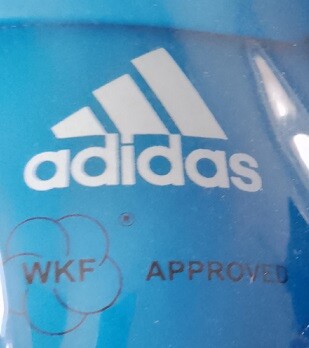 adidas
®
WKF APPROVED